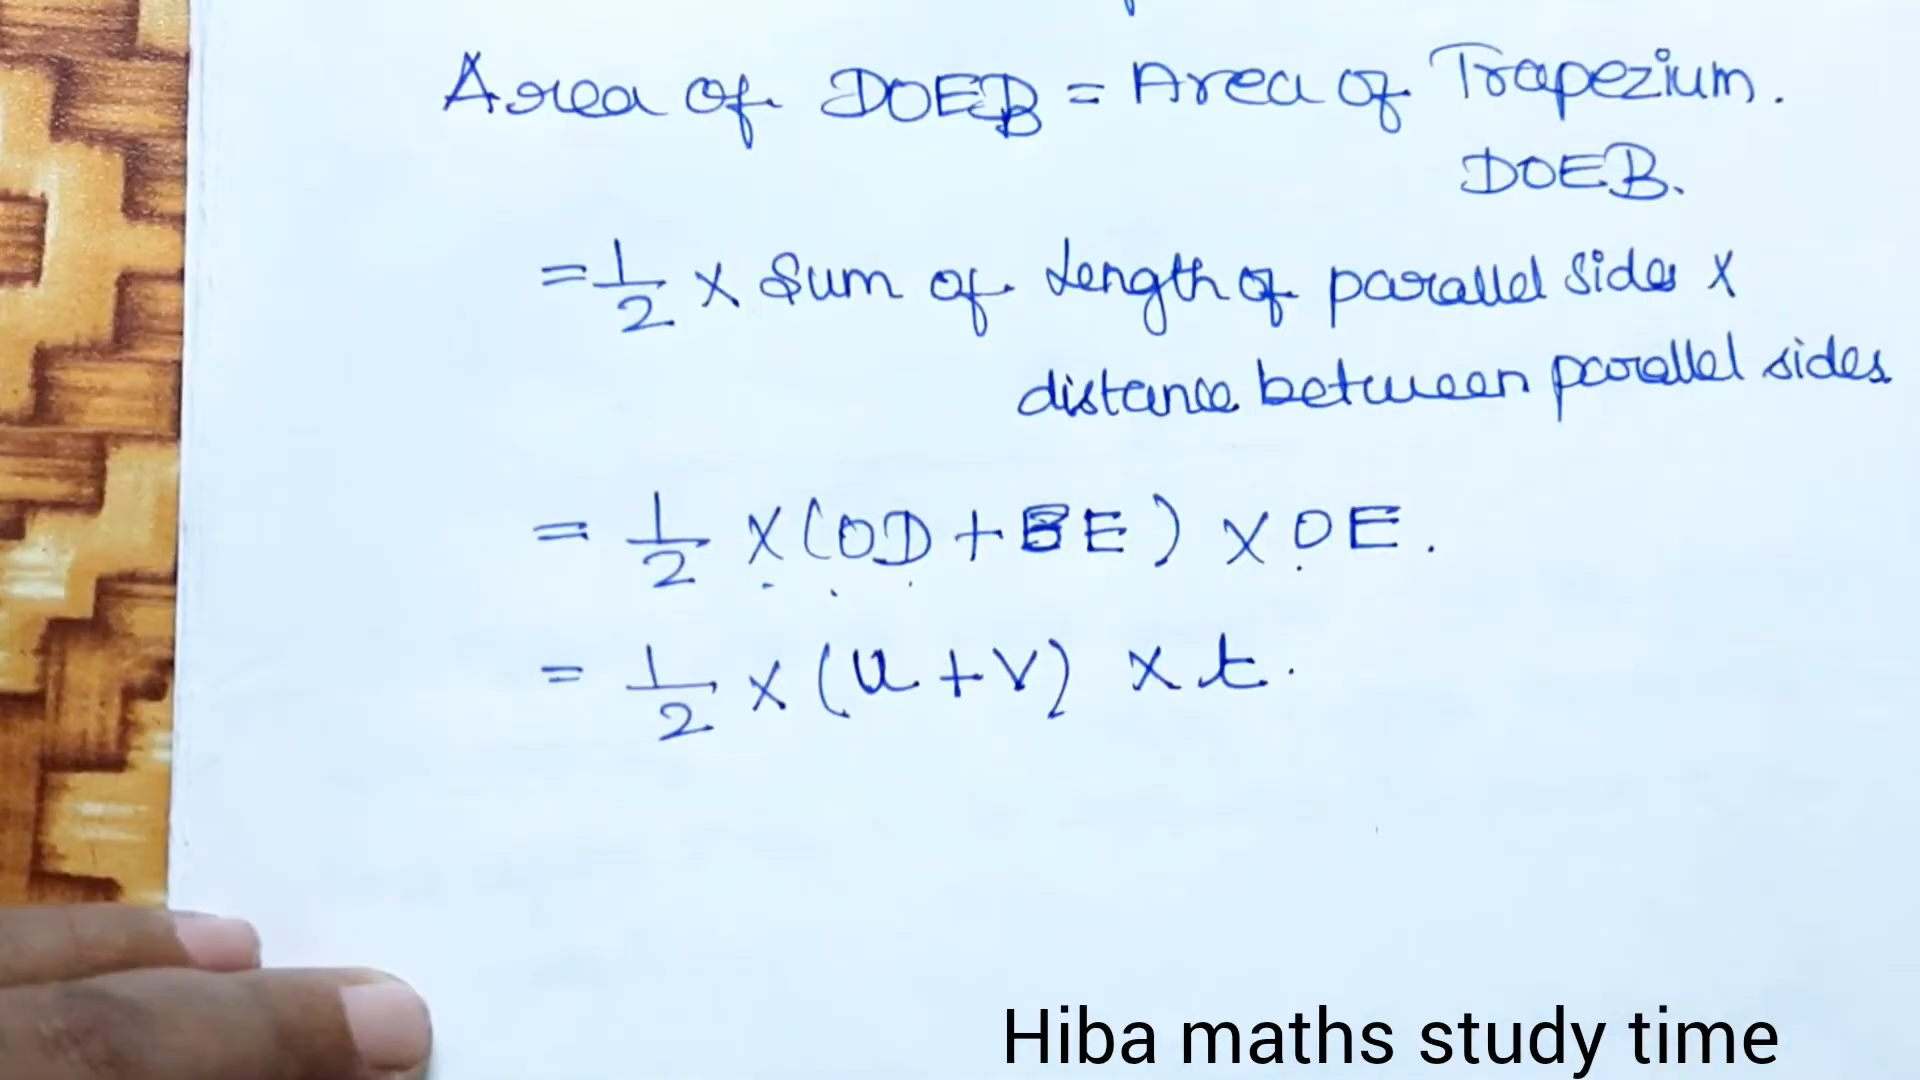 Area of DOEB = Area of Trapezium.
DOEB.
= 1/2 × Sum of length of parallel sides ×
distance between parallel sides
= 1/2 × (OD + BE) × OE.
= 1/2 × (u + v) × t.
Hiba maths study time